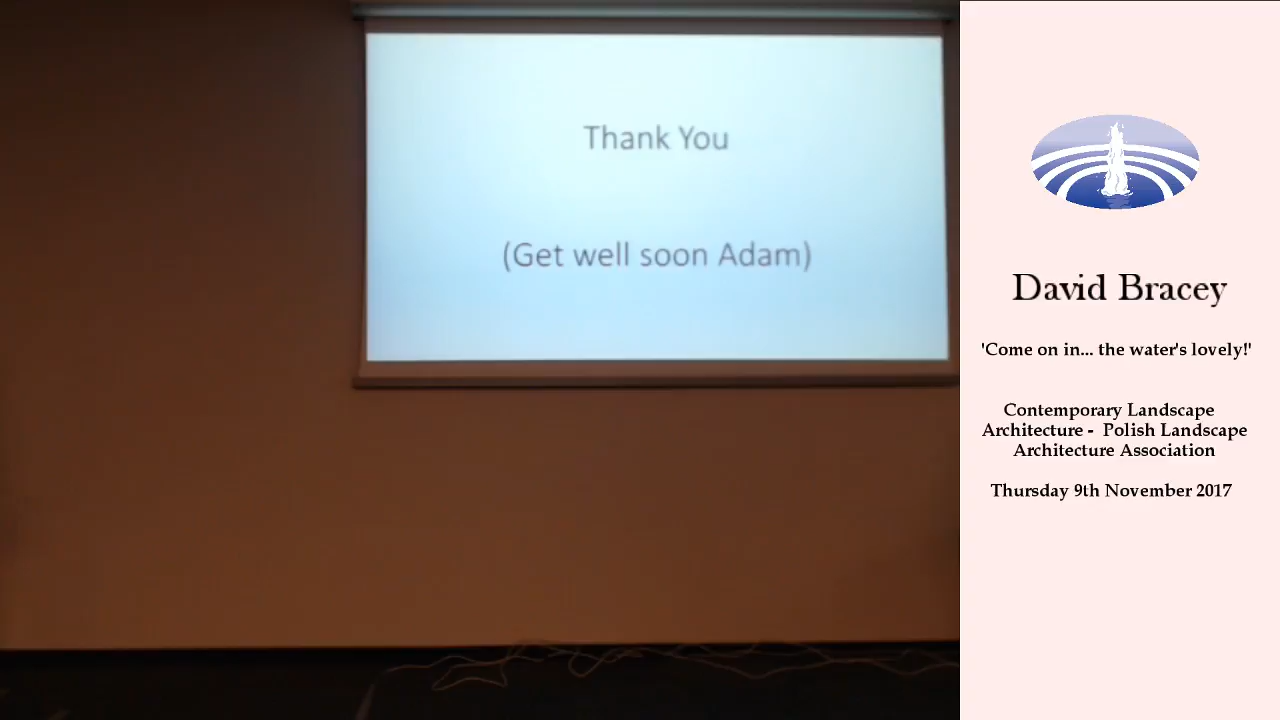 Thank You
(Get well soon Adam)
David Bracey
'Come on in... the water's lovely!'
Contemporary Landscape
Architecture - Polish Landscape
Architecture Association
Thursday 9th November 2017